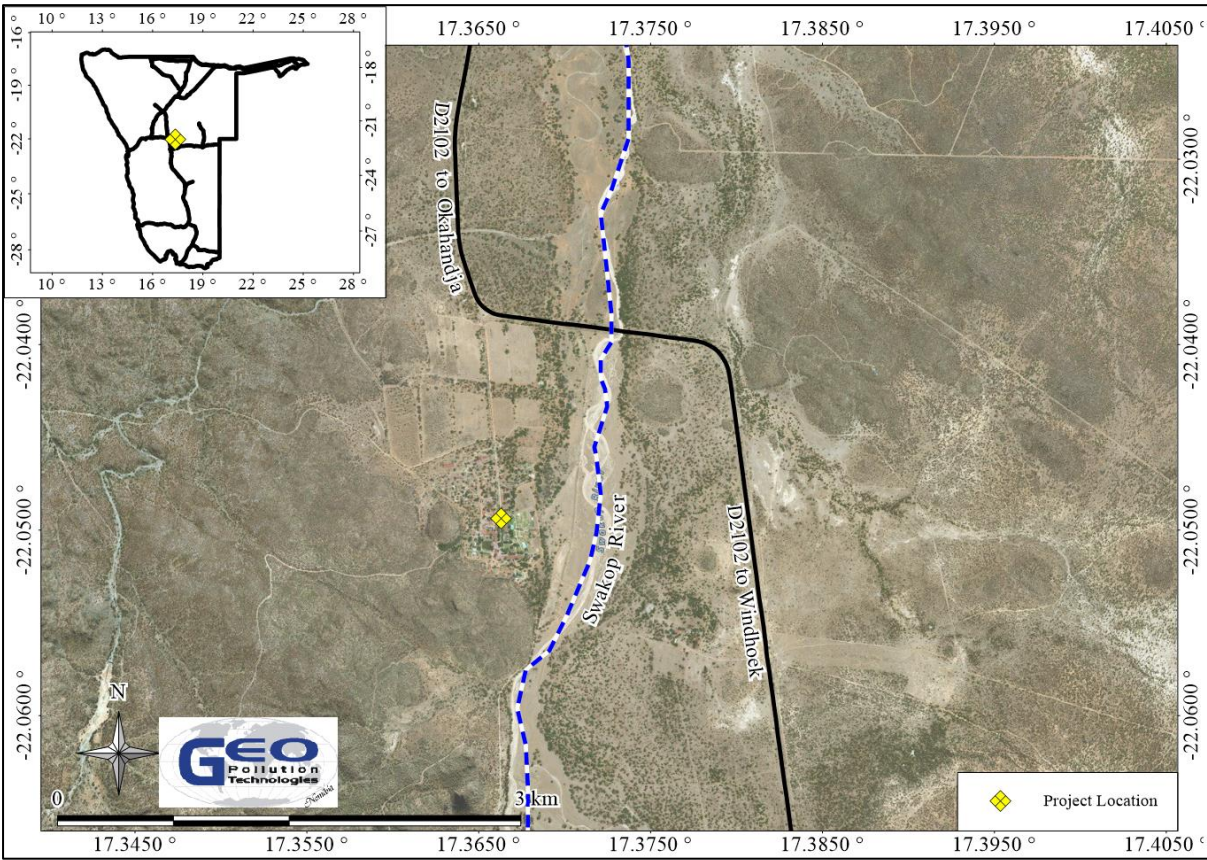 10 ° 13 ° 16 ° 19 ° 22 ° 25 ° 28 °
-16 °
-19 °
-22 °
-25 °
-28 °
-18 °
-21 °
-24 °
-27 °
10 ° 13 ° 16 ° 19 ° 22 ° 25 ° 28 °
17.3650 ° 17.3750 ° 17.3850 ° 17.3950 ° 17.4050 °
-22.0300 °
-22.0400 °
-22.0500 °
-22.0600 °
-22.0400 °
-22.0500 °
-22.0600 °
D2102 to Okahandja
Swakop River
D2102 to Windhoek
N
GEO
Pollution
Technologies
Namibia
0 3 km
Project Location
17.3450 ° 17.3550 ° 17.3650 ° 17.3750 ° 17.3850 ° 17.3950 ° 17.4050 °